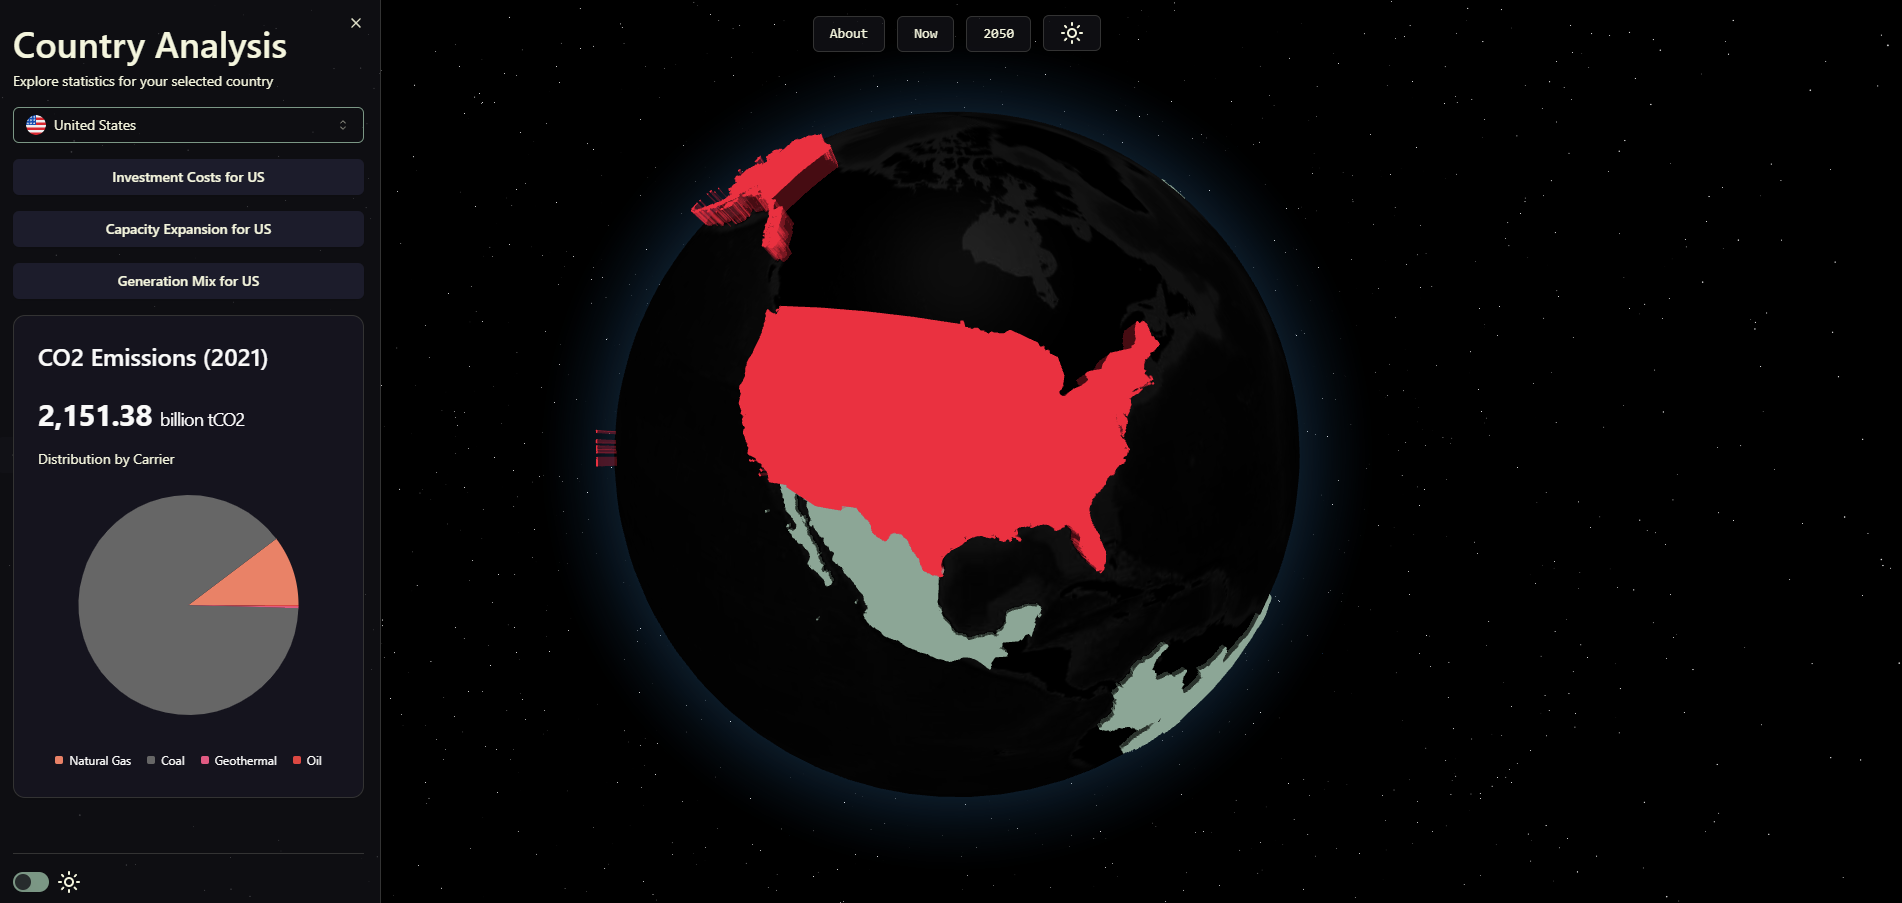 Country Analysis
Explore statistics for your selected country
United States
Investment Costs for US
Capacity Expansion for US
Generation Mix for US
CO2 Emissions (2021)
2,151.38 billion tCO2
Distribution by Carrier
Natural Gas Coal Geothermal Oil
About Now 2050